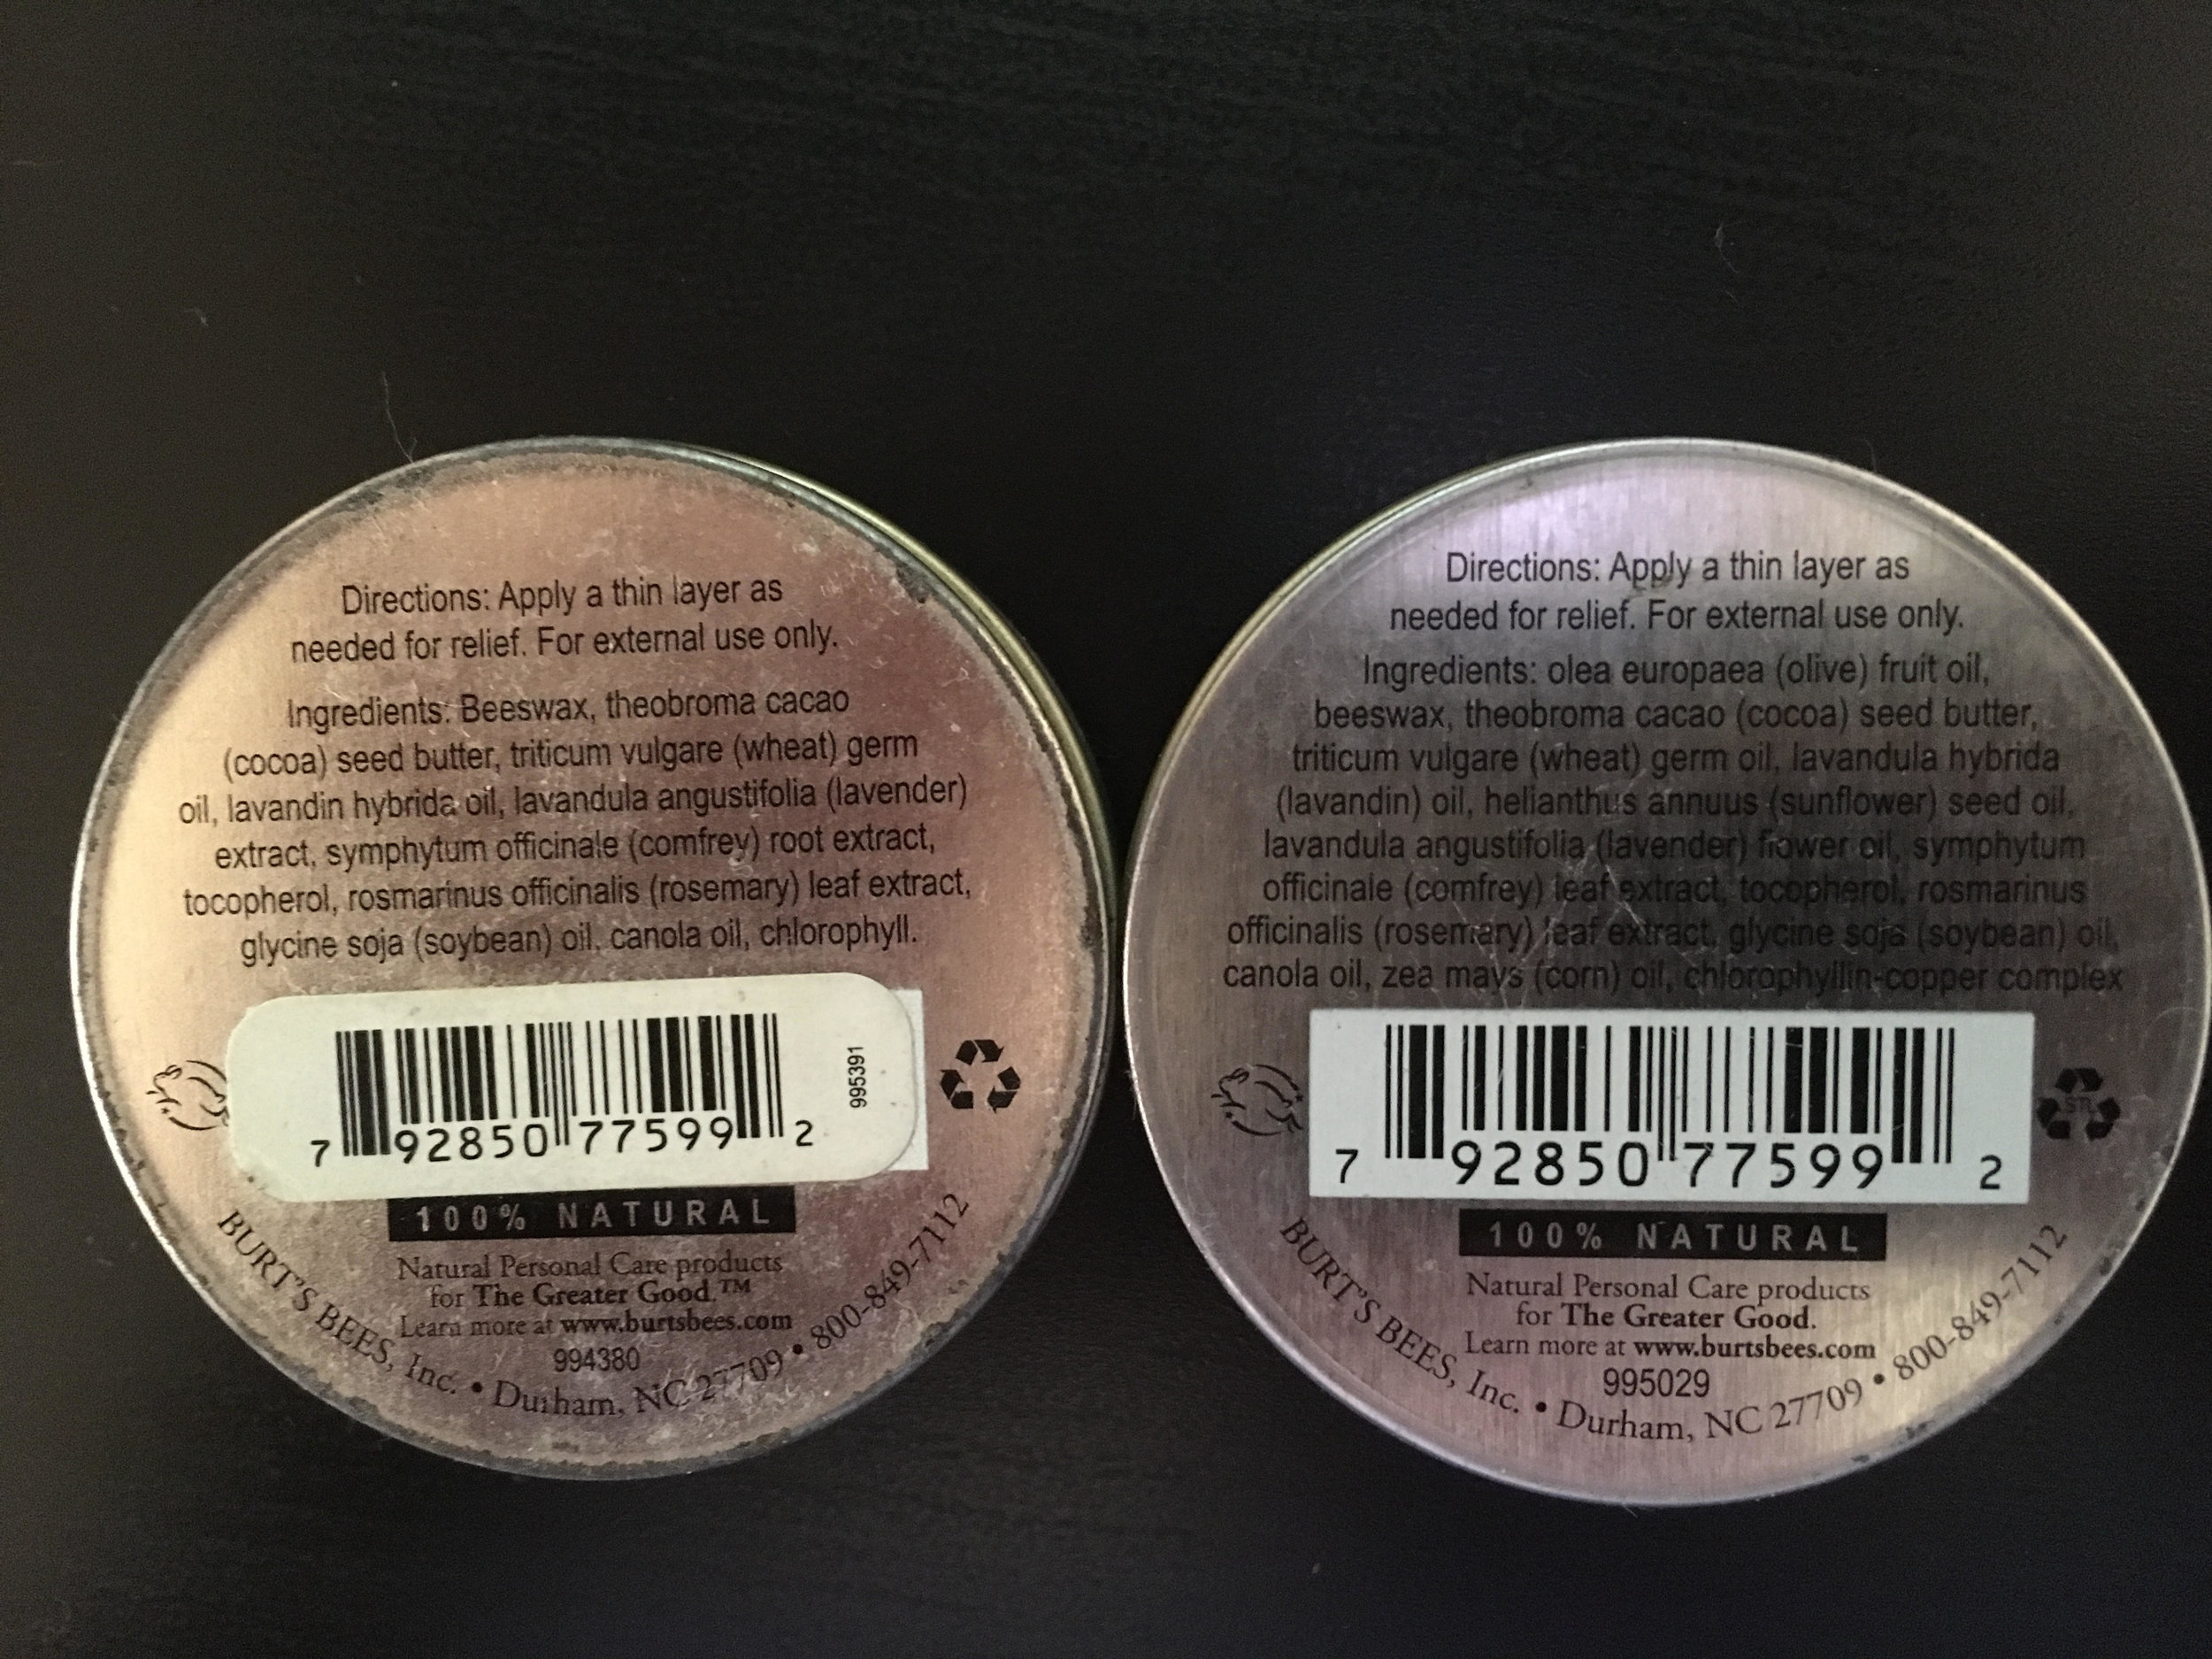 Directions: Apply a thin layer as
needed for relief. For external use only.
Ingredients: Beeswax, theobroma cacao
(cocoa) seed butter, triticum vulgare (wheat) germ
oil, lavandin hybrida oil, lavandula angustifolia (lavender)
extract, symphytum officinale (comfrey) root extract,
tocopherol, rosmarinus officinalis (rosemary) leaf extract,
glycine soja (soybean) oil, canola oil, chlorophyll.
7 92850 77599 2
995391
100% NATURAL
Natural Personal Care products
for The Greater Good.™
Learn more at www.burtsbees.com
994380
BURT'S BEES, Inc. • Durham, NC 27709 • 800-849-7112
Directions: Apply a thin layer as
needed for relief. For external use only.
Ingredients: olea europaea (olive) fruit oil,
beeswax, theobroma cacao (cocoa) seed butter,
triticum vulgare (wheat) germ oil, lavandula hybrida
(lavandin) oil, helianthus annuus (sunflower) seed oil,
lavandula angustifolia (lavender) flower oil, symphytum
officinale (comfrey) leaf extract, tocopherol, rosmarinus
officinalis (rosemary) leaf extract, glycine soja (soybean) oil,
canola oil, zea mays (corn) oil, chlorophyllin-copper complex
7 92850 77599 2
100% NATURAL
Natural Personal Care products
for The Greater Good.
Learn more at www.burtsbees.com
995029
BURT'S BEES, Inc. • Durham, NC 27709 • 800-849-7112